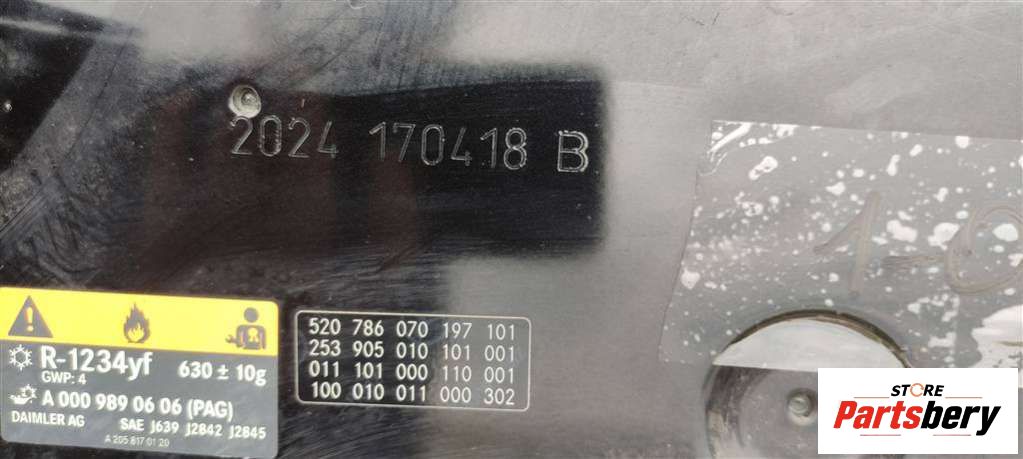 2024 170418 B
1-0
R-1234yf 630 ± 10g
GWP: 4
A 000 989 06 06 (PAG)
DAIMLER AG SAE J639 J2842 J2845
A 205 817 01 20
520 786 070 197 101
253 905 010 101 001
011 101 000 110 001
100 010 011 000 302
STORE
Partsbery